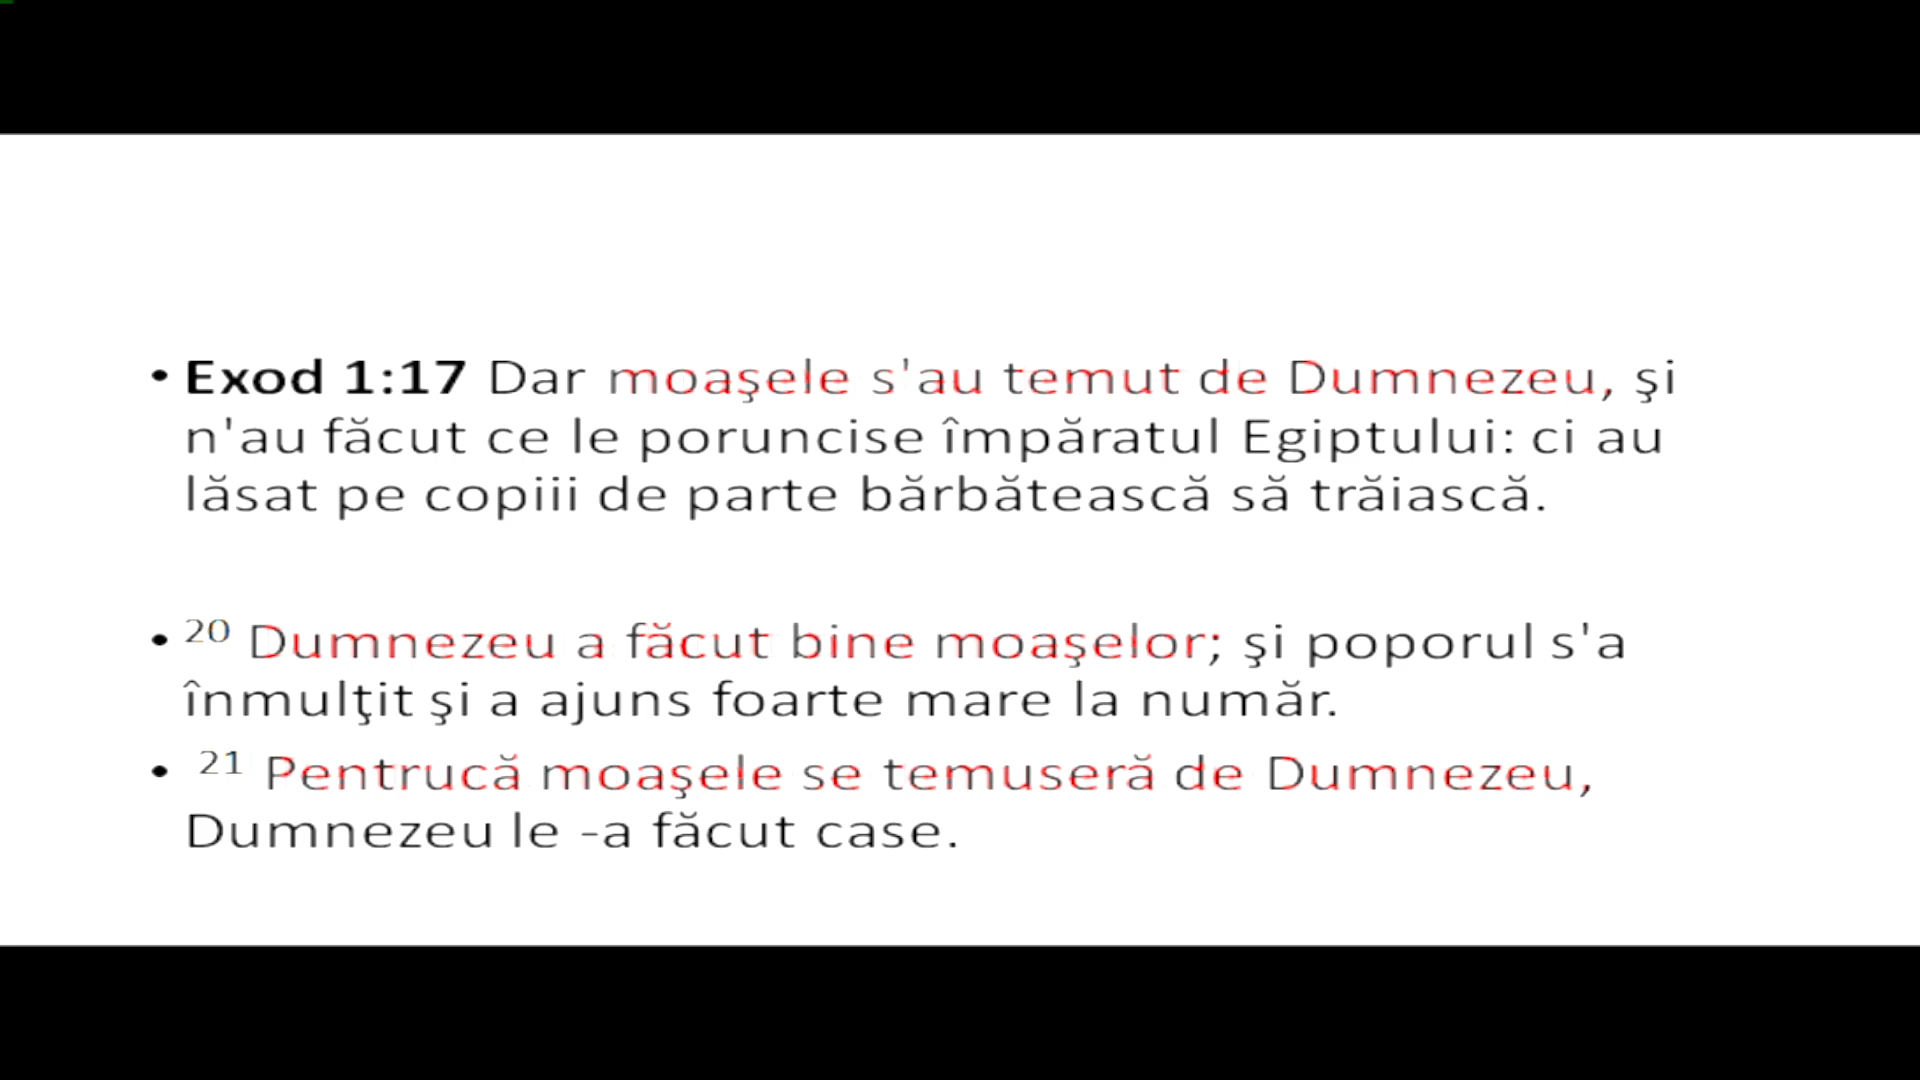 • Exod 1:17 Dar moaşele s'au temut de Dumnezeu, şi
n'au făcut ce le poruncise împăratul Egiptului: ci au
lăsat pe copiii de parte bărbătească să trăiască.
• 20 Dumnezeu a făcut bine moaşelor; şi poporul s'a
înmulţit şi a ajuns foarte mare la număr.
• 21 Pentrucă moaşele se temuseră de Dumnezeu,
Dumnezeu le -a făcut case.